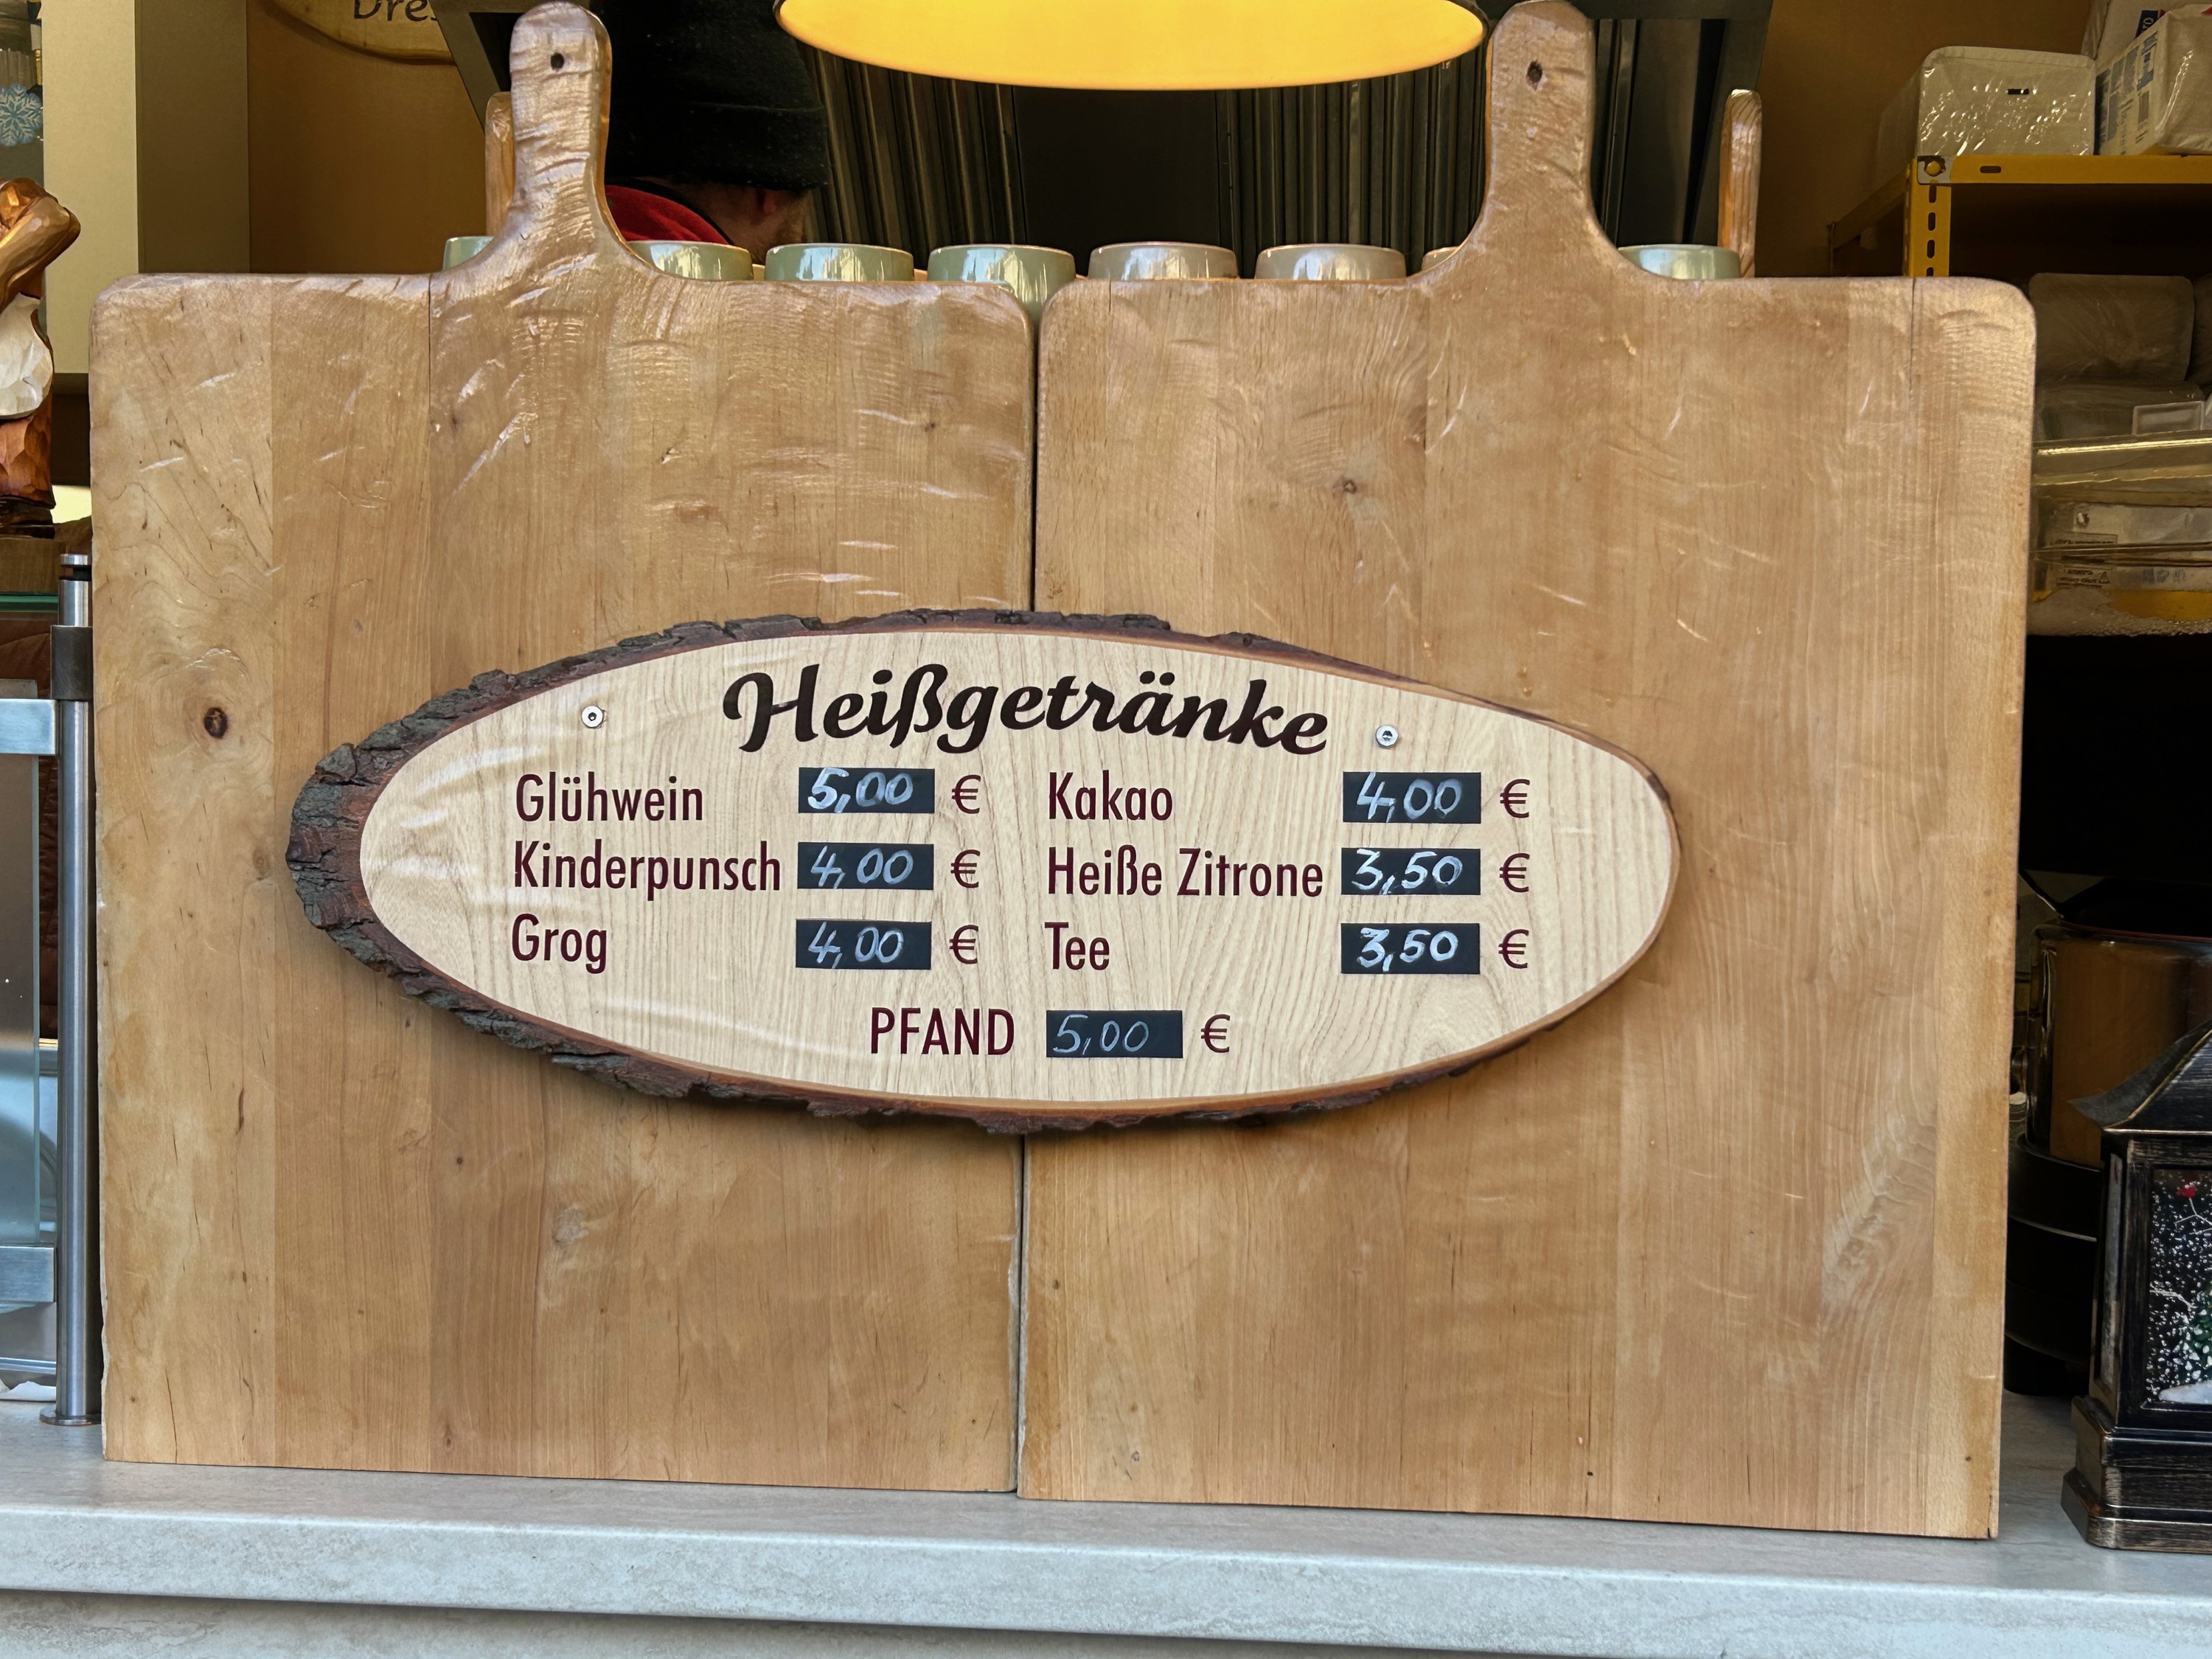 Heißgetränke
Glühwein 5,00 €
Kinderpunsch 4,00 €
Grog 4,00 €
Kakao 4,00 €
Heiße Zitrone 3,50 €
Tee 3,50 €
PFAND 5,00 €